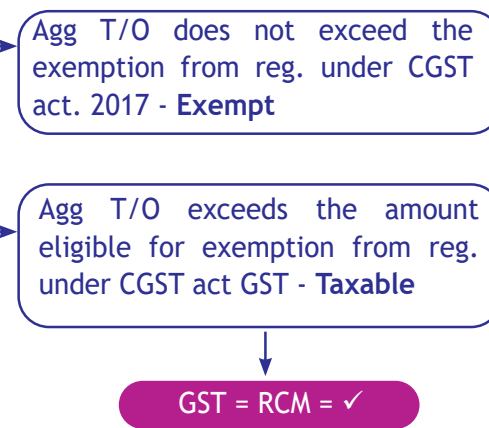 Agg T/O does not exceed the
exemption from reg. under CGST
act. 2017 - Exempt
Agg T/O exceeds the amount
eligible for exemption from reg.
under CGST act GST - Taxable
GST = RCM = ✓